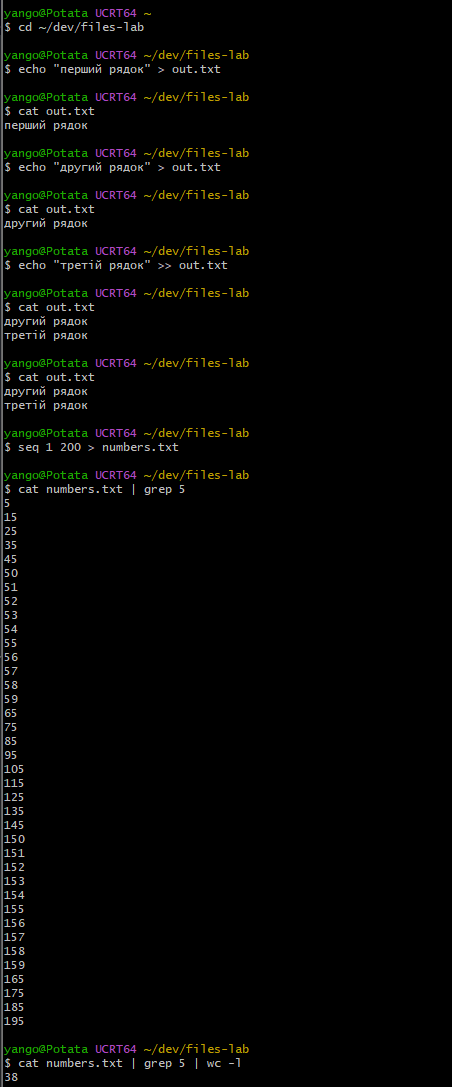 yango@Potata UCRT64 ~
$ cd ~/dev/files-lab
yango@Potata UCRT64 ~/dev/files-lab
$ echo "перший рядок" > out.txt
yango@Potata UCRT64 ~/dev/files-lab
$ cat out.txt
перший рядок
yango@Potata UCRT64 ~/dev/files-lab
$ echo "другий рядок" > out.txt
yango@Potata UCRT64 ~/dev/files-lab
$ cat out.txt
другий рядок
yango@Potata UCRT64 ~/dev/files-lab
$ echo "третій рядок" >> out.txt
yango@Potata UCRT64 ~/dev/files-lab
$ cat out.txt
другий рядок
третій рядок
yango@Potata UCRT64 ~/dev/files-lab
$ cat out.txt
другий рядок
третій рядок
yango@Potata UCRT64 ~/dev/files-lab
$ seq 1 200 > numbers.txt
yango@Potata UCRT64 ~/dev/files-lab
$ cat numbers.txt | grep 5
5
15
25
35
45
50
51
52
53
54
55
56
57
58
59
65
75
85
95
105
115
125
135
145
150
151
152
153
154
155
156
157
158
159
165
175
185
195
yango@Potata UCRT64 ~/dev/files-lab
$ cat numbers.txt | grep 5 | wc -l
38